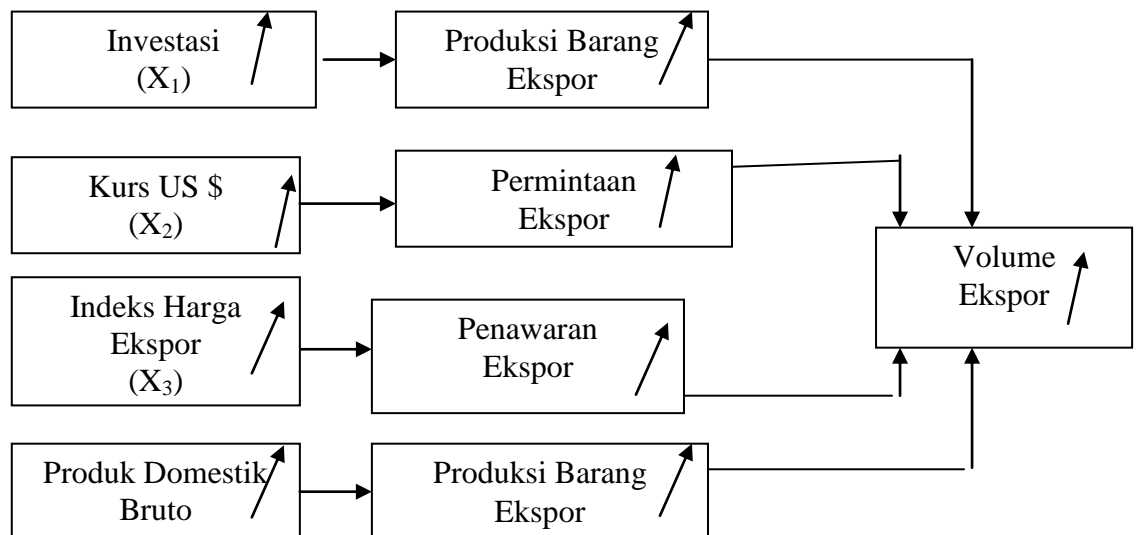 Investasi
(X₁)
Produksi Barang
Ekspor
Kurs US $
(X₂)
Permintaan
Ekspor
Volume
Ekspor
Indeks Harga
Ekspor
(X₃)
Penawaran
Ekspor
Produk Domestik
Bruto
Produksi Barang
Ekspor